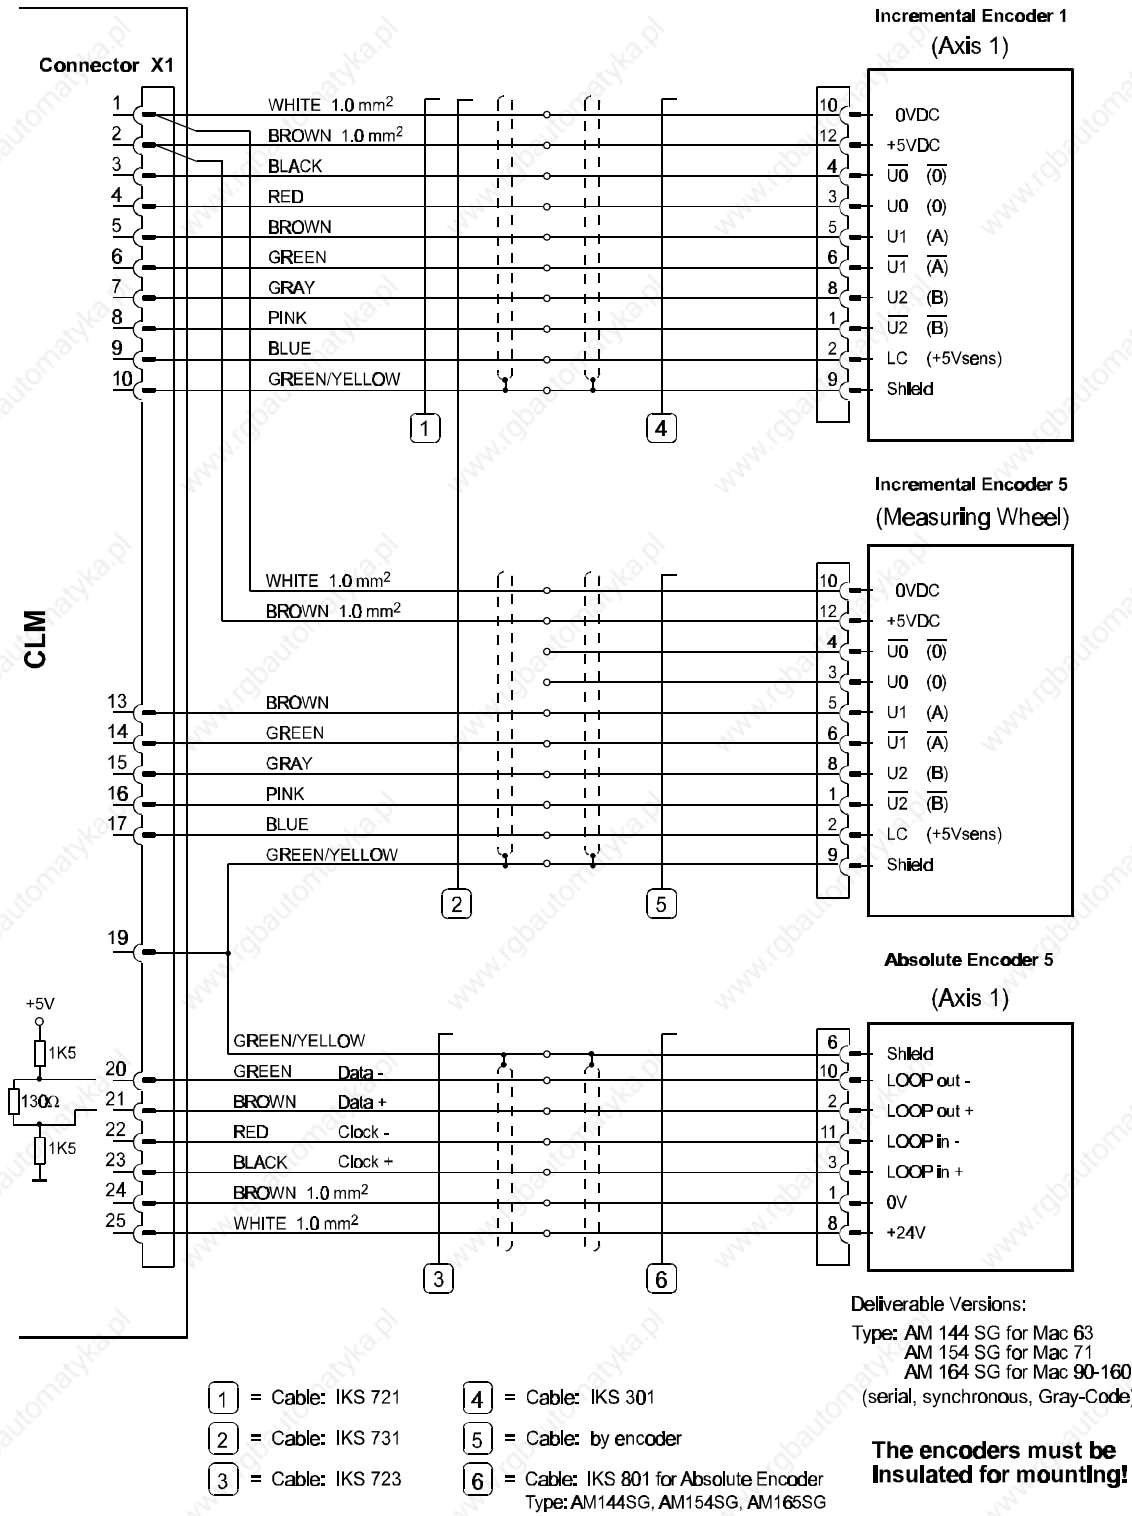 Incremental Encoder 1
(Axis 1)
Connector X1
1 WHITE 1.0 mm² 10 0VDC
2 BROWN 1.0 mm² 12 +5VDC
3 BLACK 4 U̅0̅ (0̅)
4 RED 3 U0 (0)
5 BROWN 5 U1 (A)
6 GREEN 6 U̅1̅ (A̅)
7 GRAY 8 U2 (B)
8 PINK 1 U̅2̅ (B̅)
9 BLUE 2 LC (+5Vsens)
10 GREEN/YELLOW 9 Shield
1 4
Incremental Encoder 5
(Measuring Wheel)
WHITE 1.0 mm² 10 0VDC
BROWN 1.0 mm² 12 +5VDC
4 U̅0̅ (0̅)
3 U0 (0)
CLM
13 BROWN 5 U1 (A)
14 GREEN 6 U̅1̅ (A̅)
15 GRAY 8 U2 (B)
16 PINK 1 U̅2̅ (B̅)
17 BLUE 2 LC (+5Vsens)
GREEN/YELLOW 9 Shield
2 5
19
Absolute Encoder 5
(Axis 1)
+5V
GREEN/YELLOW 6 Shield
1K5
20 GREEN Data - 10 LOOP out -
130Ω
21 BROWN Data + 2 LOOP out +
22 RED Clock - 11 LOOP in -
1K5
23 BLACK Clock + 3 LOOP in +
24 BROWN 1.0 mm² 1 0V
25 WHITE 1.0 mm² 8 +24V
3 6
Deliverable Versions:
Type: AM 144 SG for Mac 63
AM 154 SG for Mac 71
AM 164 SG for Mac 90-160
(serial, synchronous, Gray-Code)
1 = Cable: IKS 721
2 = Cable: IKS 731
3 = Cable: IKS 723
4 = Cable: IKS 301
5 = Cable: by encoder
6 = Cable: IKS 801 for Absolute Encoder
Type: AM144SG, AM154SG, AM165SG
The encoders must be
insulated for mounting!
www.rgbautomatyka.pl